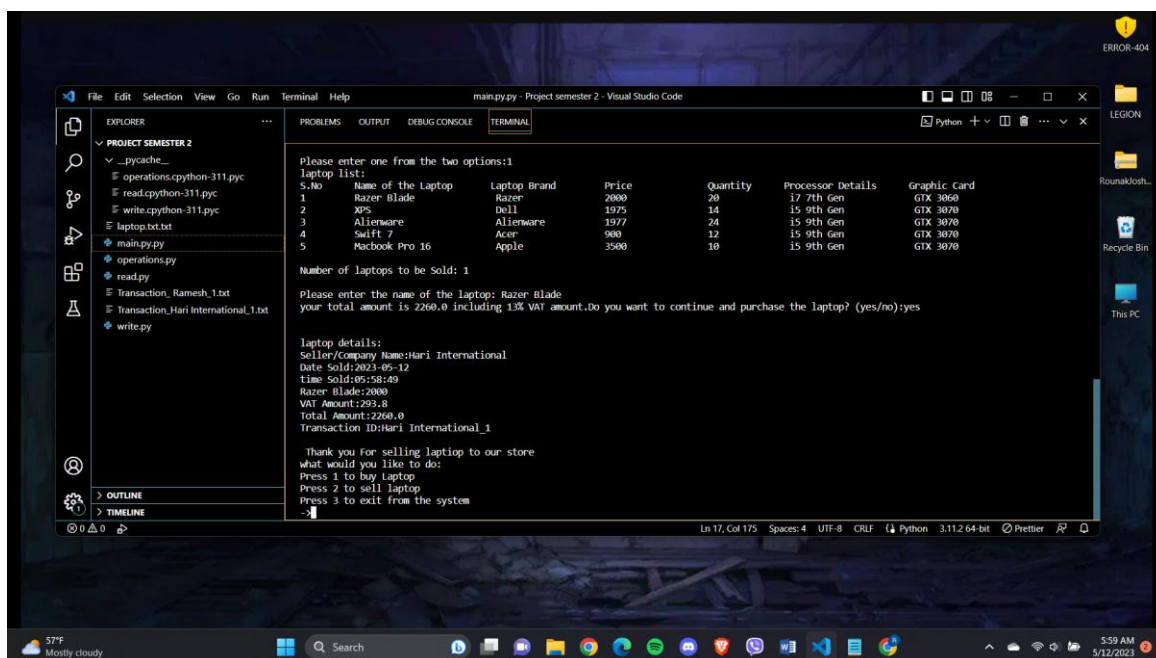 ERROR-404
File Edit Selection View Go Run Terminal Help main.py.py - Project semester 2 - Visual Studio Code
EXPLORER ... PROBLEMS OUTPUT DEBUG CONSOLE TERMINAL Python
LEGION
PROJECT SEMESTER 2
__pycache__
operations.cpython-311.pyc
read.cpython-311.pyc
write.cpython-311.pyc
laptop.txt.txt
main.py.py
operations.py
read.py
Transaction_ Ramesh_1.txt
Transaction_Hari International_1.txt
write.py
OUTLINE
TIMELINE
Please enter one from the two options:1
laptop list:
S.No Name of the Laptop Laptop Brand Price Quantity Processor Details Graphic Card
1 Razer Blade Razer 2000 20 i7 7th Gen GTX 3060
2 XPS Dell 1975 14 i5 9th Gen GTX 3070
3 Alienware Alienware 1977 24 i5 9th Gen GTX 3070
4 Swift 7 Acer 900 12 i5 9th Gen GTX 3070
5 Macbook Pro 16 Apple 3500 10 i5 9th Gen GTX 3070
Number of laptops to be Sold: 1
Please enter the name of the laptop: Razer Blade
your total amount is 2260.0 including 13% VAT amount.Do you want to continue and purchase the laptop? (yes/no):yes
laptop details:
Seller/Company Name:Hari International
Date Sold:2023-05-12
time Sold:05:58:49
Razer Blade:2000
VAT Amount:293.8
Total Amount:2260.0
Transaction ID:Hari International_1
Thank you For selling laptiop to our store
what would you like to do:
Press 1 to buy Laptop
Press 2 to sell laptop
Press 3 to exit from the system
->
Rounaklosh...
Recycle Bin
This PC
0 0 Ln 17, Col 175 Spaces: 4 UTF-8 CRLF Python 3.11.2 64-bit Prettier
57°F
Mostly cloudy
Search
5:59 AM
5/12/2023